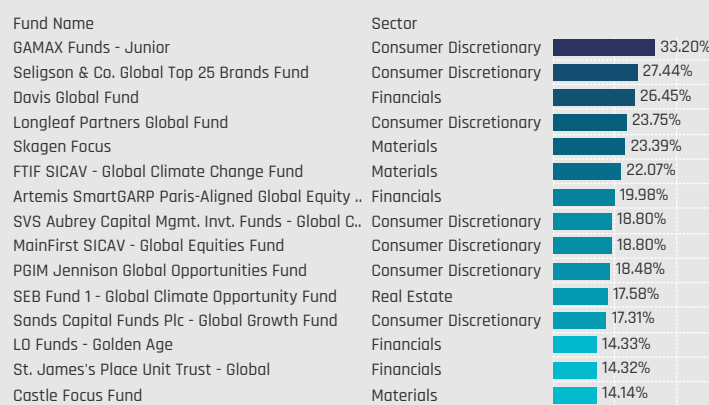 Fund Name Sector
GAMAX Funds - Junior Consumer Discretionary 33.20%
Seligson & Co. Global Top 25 Brands Fund Consumer Discretionary 27.44%
Davis Global Fund Financials 26.45%
Longleaf Partners Global Fund Consumer Discretionary 23.75%
Skagen Focus Materials 23.39%
FTIF SICAV - Global Climate Change Fund Materials 22.07%
Artemis SmartGARP Paris-Aligned Global Equity .. Financials 19.98%
SVS Aubrey Capital Mgmt. Invt. Funds - Global C.. Consumer Discretionary 18.80%
MainFirst SICAV - Global Equities Fund Consumer Discretionary 18.80%
PGIM Jennison Global Opportunities Fund Consumer Discretionary 18.48%
SEB Fund 1 - Global Climate Opportunity Fund Real Estate 17.58%
Sands Capital Funds Plc - Global Growth Fund Consumer Discretionary 17.31%
LO Funds - Golden Age Financials 14.33%
St. James's Place Unit Trust - Global Financials 14.32%
Castle Focus Fund Materials 14.14%